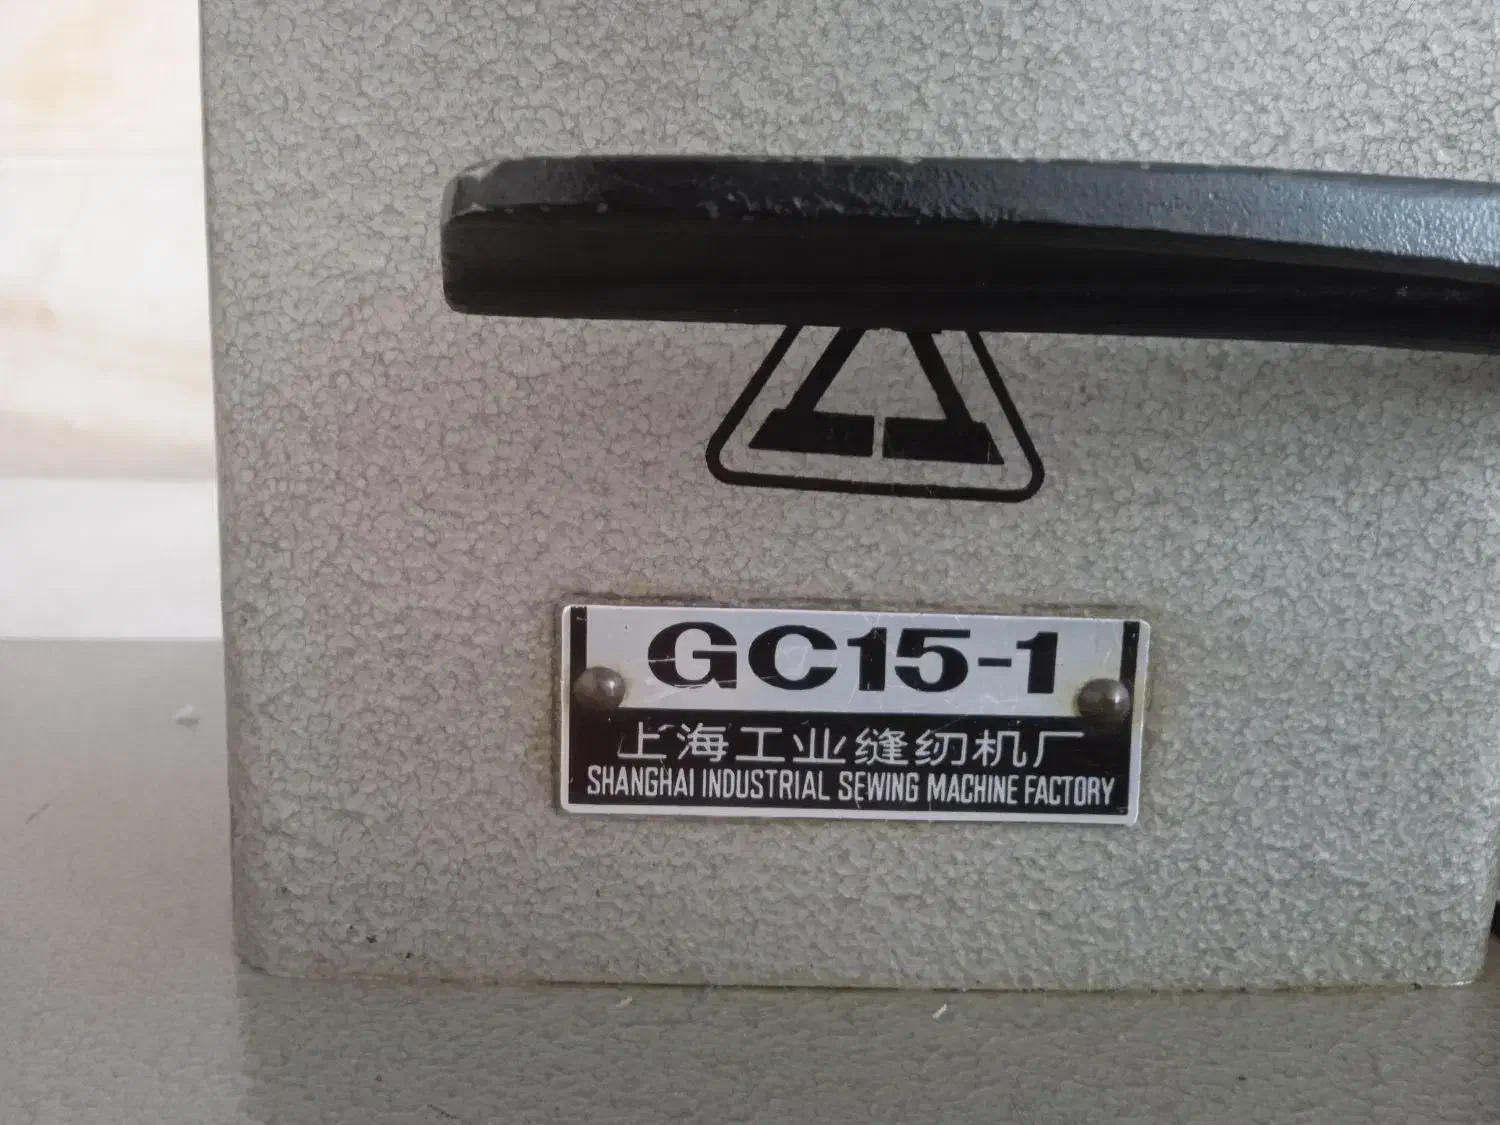 GC15-1
上海工业缝纫机厂
SHANGHAI INDUSTRIAL SEWING MACHINE FACTORY